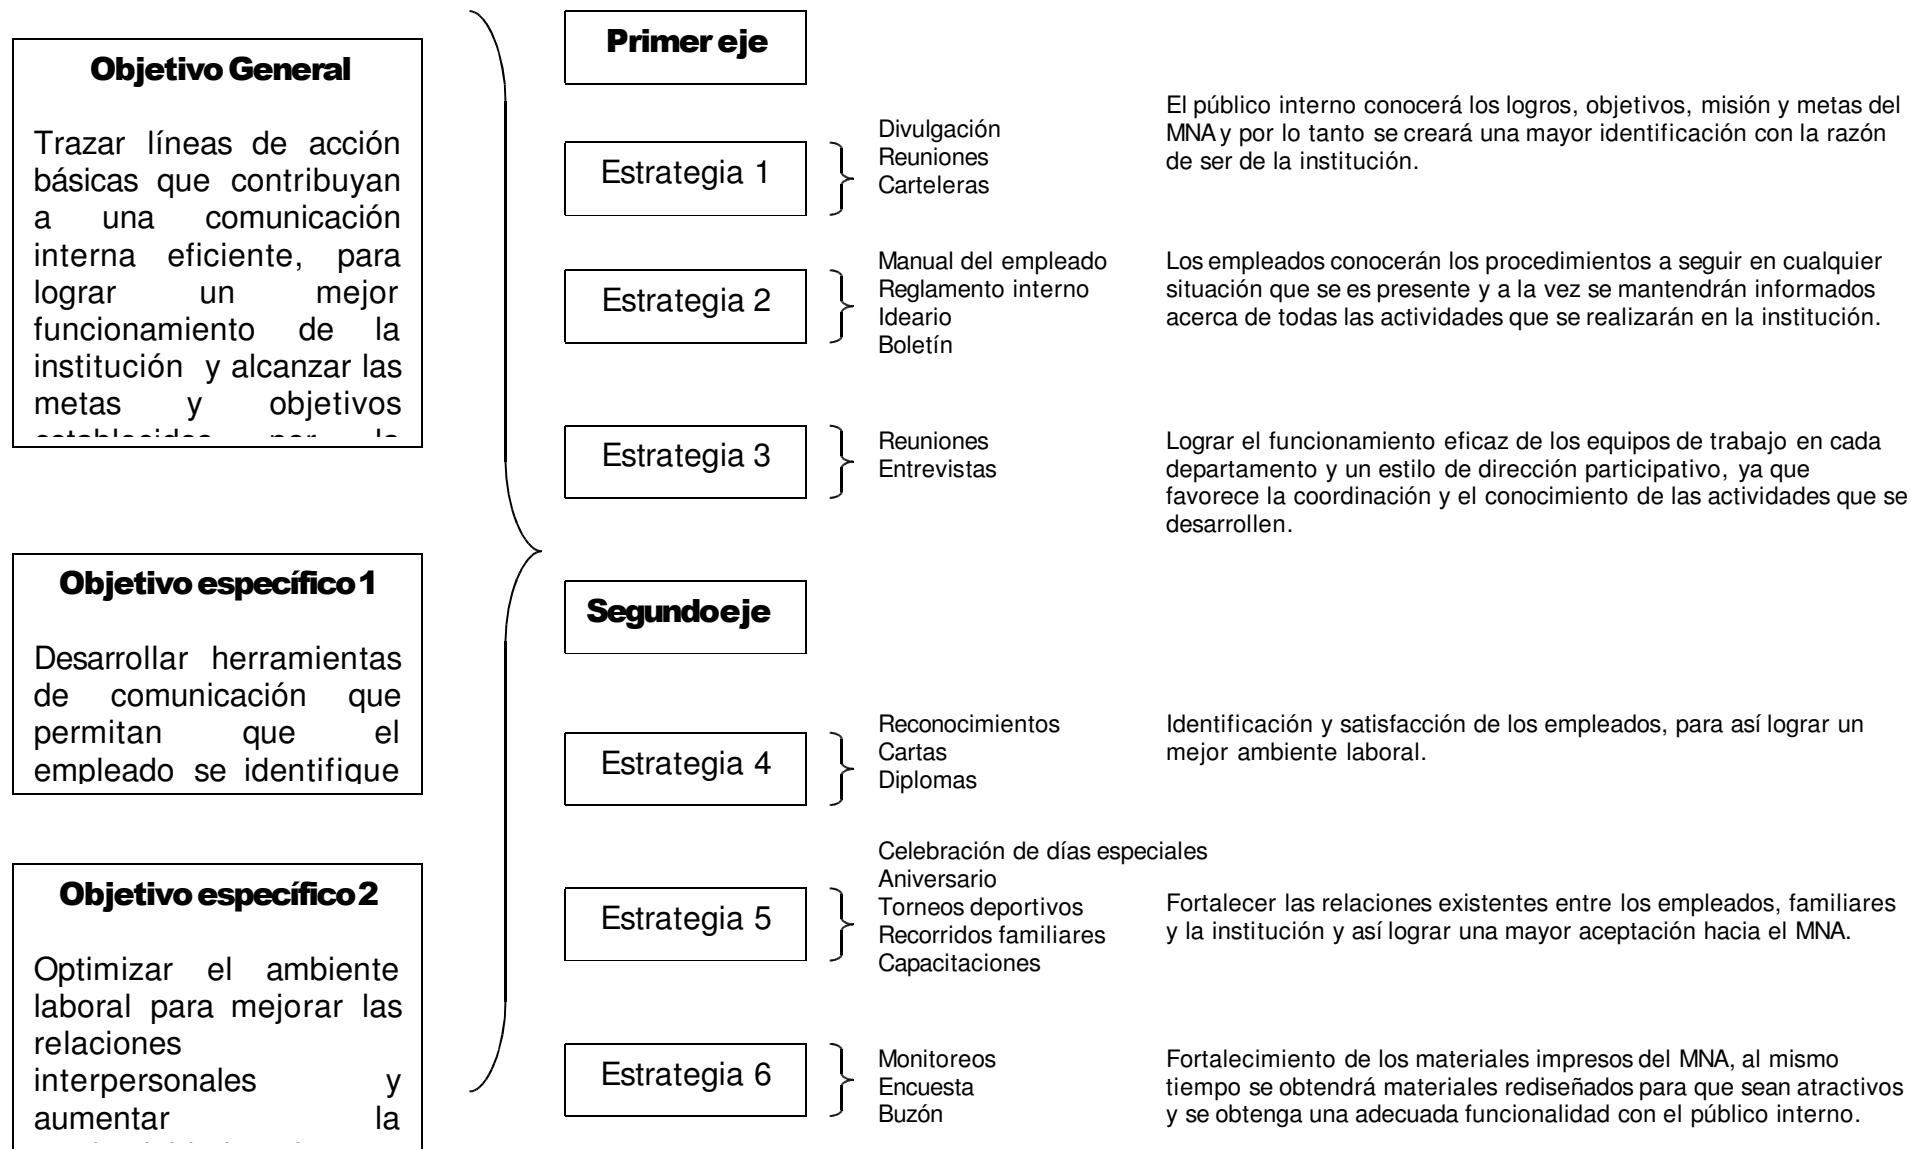 Objetivo General
Trazar líneas de acción
básicas que contribuyan
a una comunicación
interna eficiente, para
lograr un mejor
funcionamiento de la
institución y alcanzar las
metas y objetivos
establecidos por la
Objetivo específico 1
Desarrollar herramientas
de comunicación que
permitan que el
empleado se identifique
Objetivo específico 2
Optimizar el ambiente
laboral para mejorar las
relaciones
interpersonales y
aumentar la
Primer eje
Estrategia 1
Divulgación
Reuniones
Carteleras
El público interno conocerá los logros, objetivos, misión y metas del
MNA y por lo tanto se creará una mayor identificación con la razón
de ser de la institución.
Estrategia 2
Manual del empleado
Reglamento interno
Ideario
Boletín
Los empleados conocerán los procedimientos a seguir en cualquier
situación que se es presente y a la vez se mantendrán informados
acerca de todas las actividades que se realizarán en la institución.
Estrategia 3
Reuniones
Entrevistas
Lograr el funcionamiento eficaz de los equipos de trabajo en cada
departamento y un estilo de dirección participativo, ya que
favorece la coordinación y el conocimiento de las actividades que se
desarrollen.
Segundo eje
Estrategia 4
Reconocimientos
Cartas
Diplomas
Identificación y satisfacción de los empleados, para así lograr un
mejor ambiente laboral.
Estrategia 5
Celebración de días especiales
Aniversario
Torneos deportivos
Recorridos familiares
Capacitaciones
Fortalecer las relaciones existentes entre los empleados, familiares
y la institución y así lograr una mayor aceptación hacia el MNA.
Estrategia 6
Monitoreos
Encuesta
Buzón
Fortalecimiento de los materiales impresos del MNA, al mismo
tiempo se obtendrá materiales rediseñados para que sean atractivos
y se obtenga una adecuada funcionalidad con el público interno.